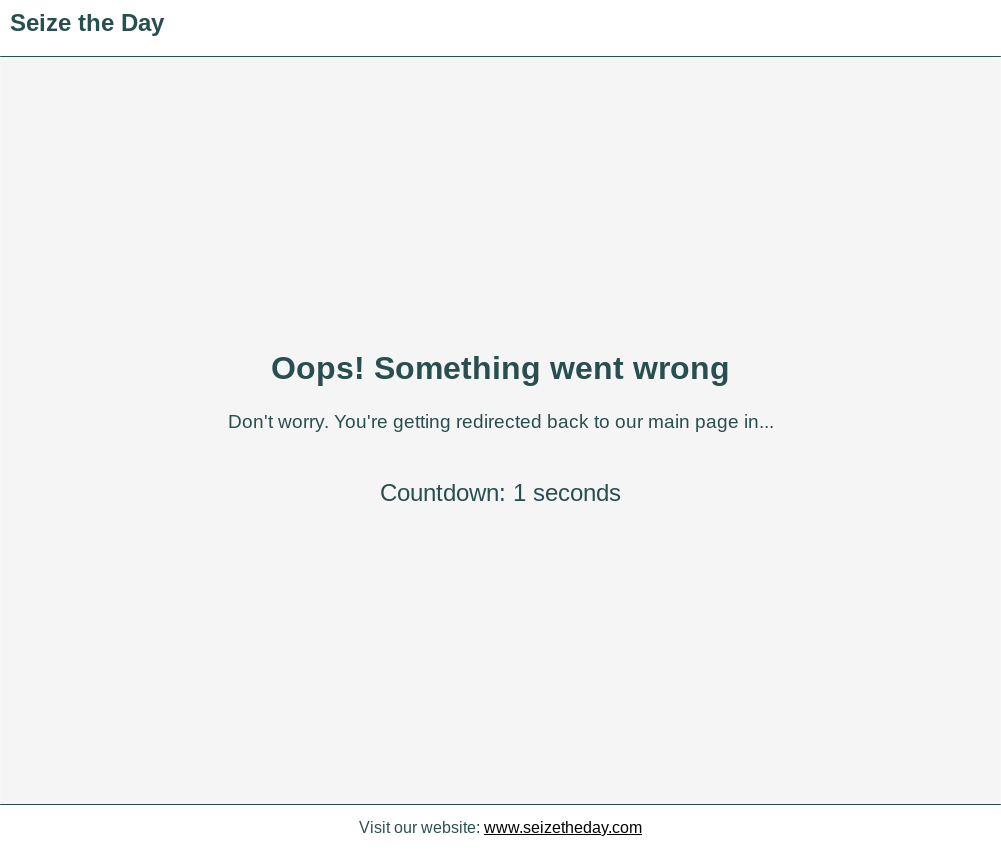 Seize the Day
Oops! Something went wrong
Don't worry. You're getting redirected back to our main page in...
Countdown: 1 seconds
Visit our website: www.seizetheday.com